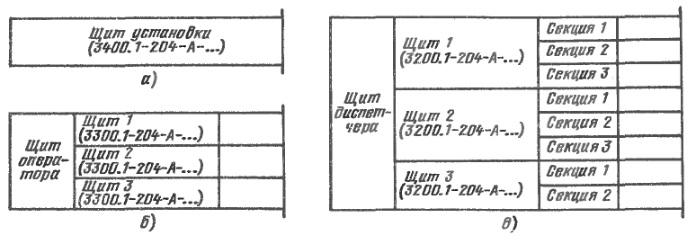 Щит установки
(3400.1-204-А-...)
а)
Щит
опера-
тора
Щит 1
(3300.1-204-А-...)
Щит 2
(3300.1-204-А-...)
Щит 3
(3300.1-204-А-...)
б)
Щит
диспет-
чера
Щит 1
(3200.1-204-А-...)
Секция 1
Секция 2
Секция 3
Щит 2
(3200.1-204-А-...)
Секция 1
Секция 2
Секция 3
Щит 3
(3200.1-204-А-...)
Секция 1
Секция 2
в)